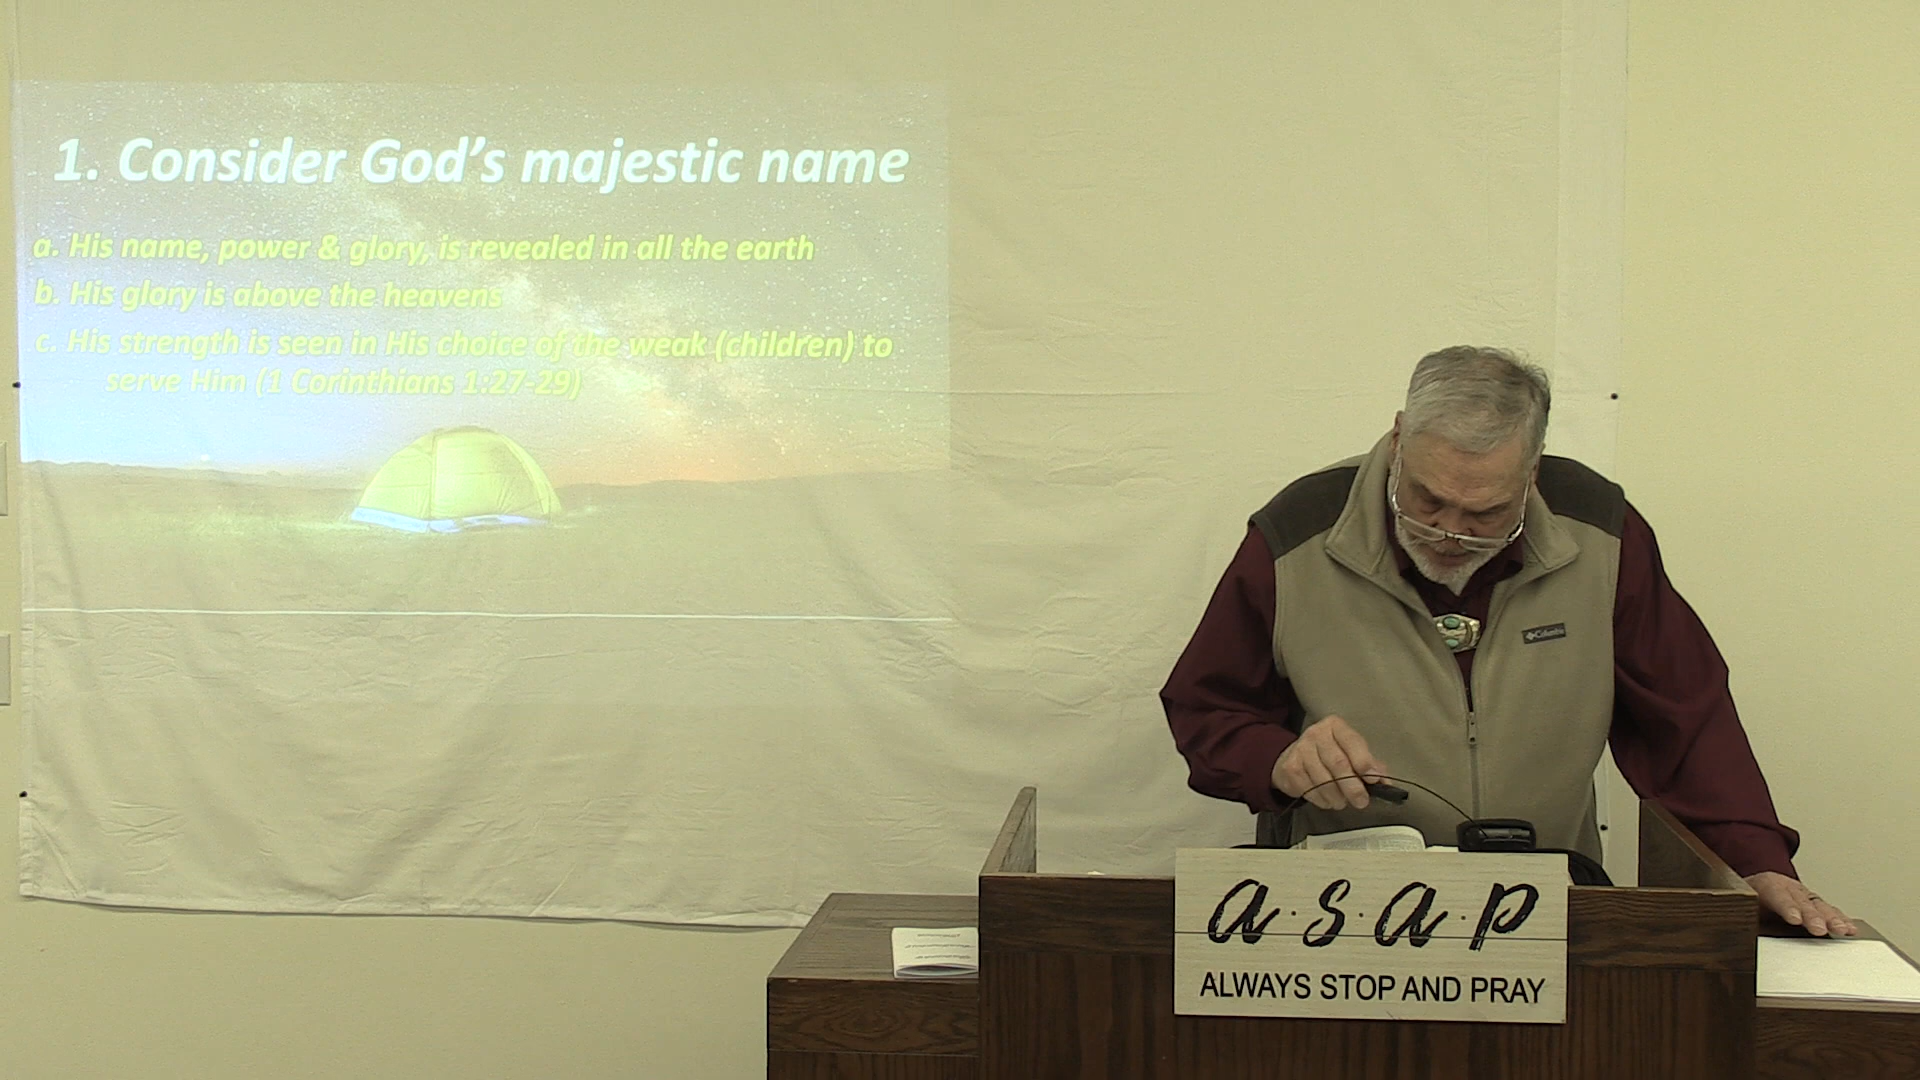 1. Consider God's majestic name
a. His name, power & glory, is revealed in all the earth
b. His glory is above the heavens
c. His strength is seen in His choice of the weak (children) to
serve Him (1 Corinthians 1:27-29)
Columbia
a·s·a·p
ALWAYS STOP AND PRAY